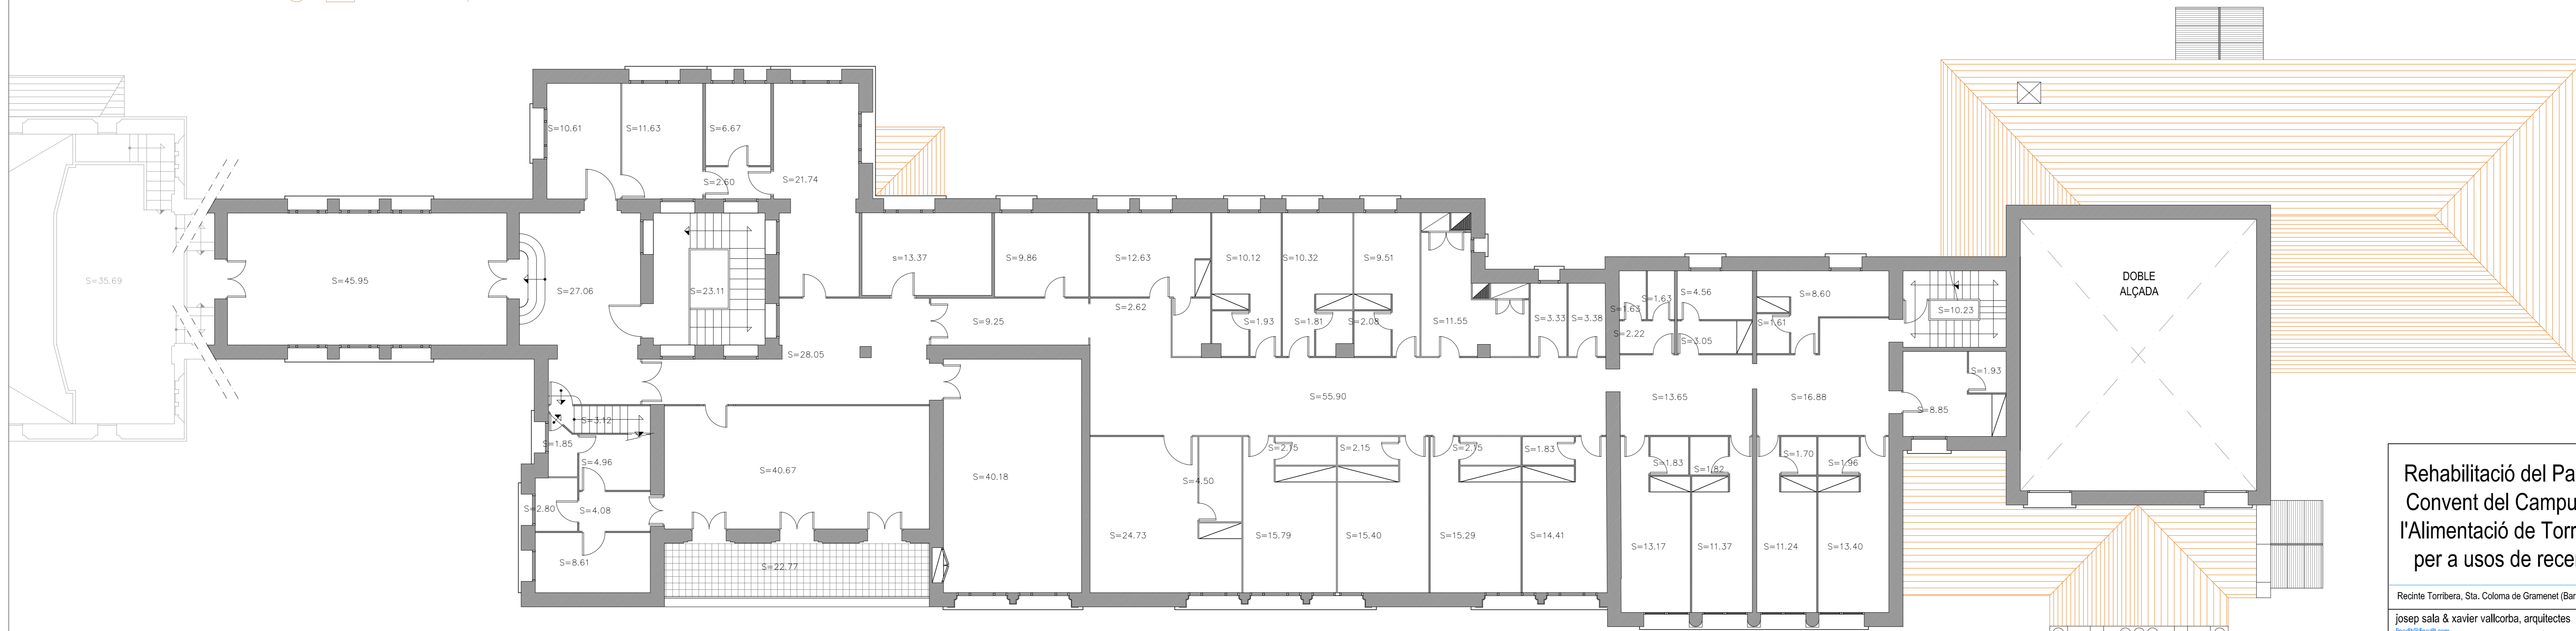 S=10.61
S=11.63
S=6.67
S=2.60
S=21.74
S=35.69
S=45.95
S=27.06
S=23.11
s=13.37
S=9.86
S=12.63
S=10.12
S=10.32
S=9.51
S=9.25
S=2.62
S=1.93
S=1.81
S=2.08
S=11.55
S=3.33
S=3.38
S=1.63
S=1.63
S=2.22
S=4.56
S=3.05
S=8.60
S=1.61
S=10.23
DOBLE
ALÇADA
S=28.05
S=55.90
S=13.65
S=16.88
S=8.85
S=1.93
S=3.12
S=1.85
S=4.96
S=2.80
S=4.08
S=8.61
S=40.67
S=22.77
S=40.18
S=24.73
S=4.50
S=2.15
S=2.15
S=2.15
S=1.83
S=15.79
S=15.40
S=15.29
S=14.41
S=1.83
S=1.82
S=1.70
S=1.96
S=13.17
S=11.37
S=11.24
S=13.40
Rehabilitació del Pa
Convent del Campu
l'Alimentació de Torr
per a usos de rece
Recinte Torribera, Sta. Coloma de Gramenet (Bar
josep sala & xavier vallcorba, arquitectes